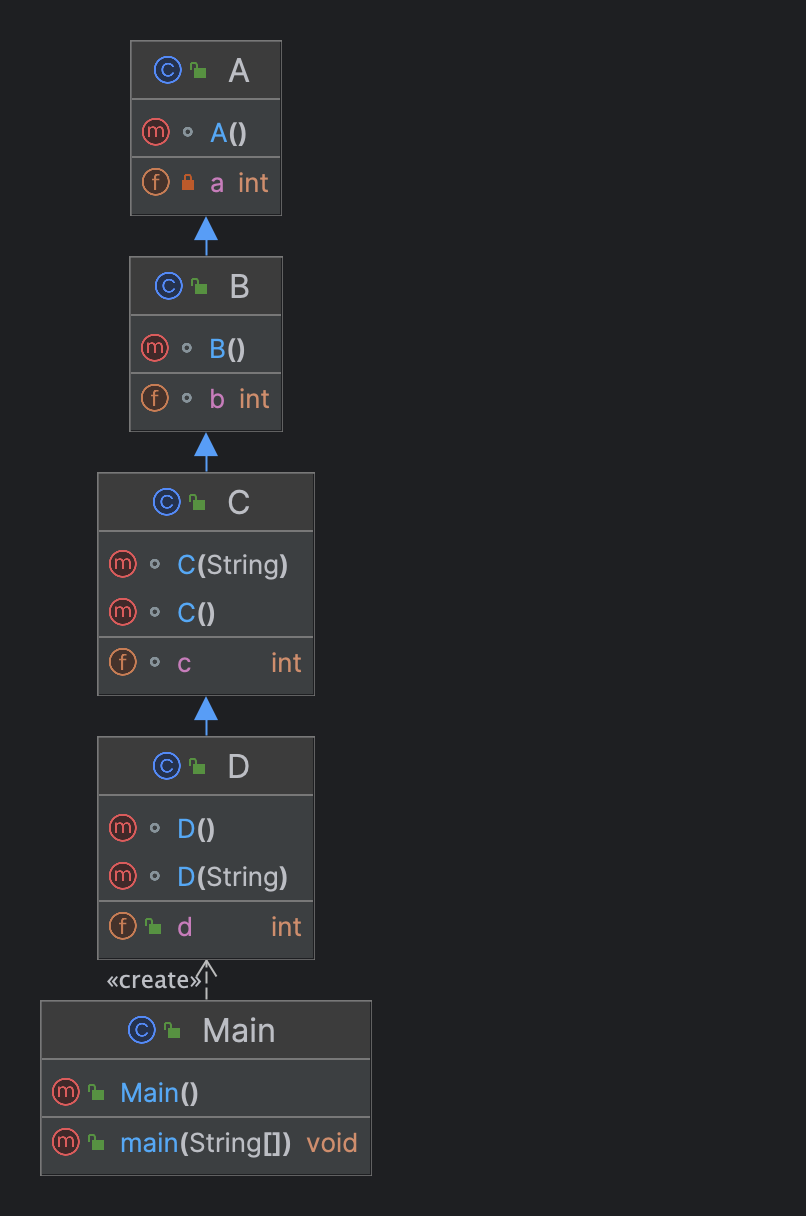 A
A()
a int
B
B()
b int
C
C(String)
C()
c int
D
D()
D(String)
d int
«create»
Main
Main()
main(String[]) void